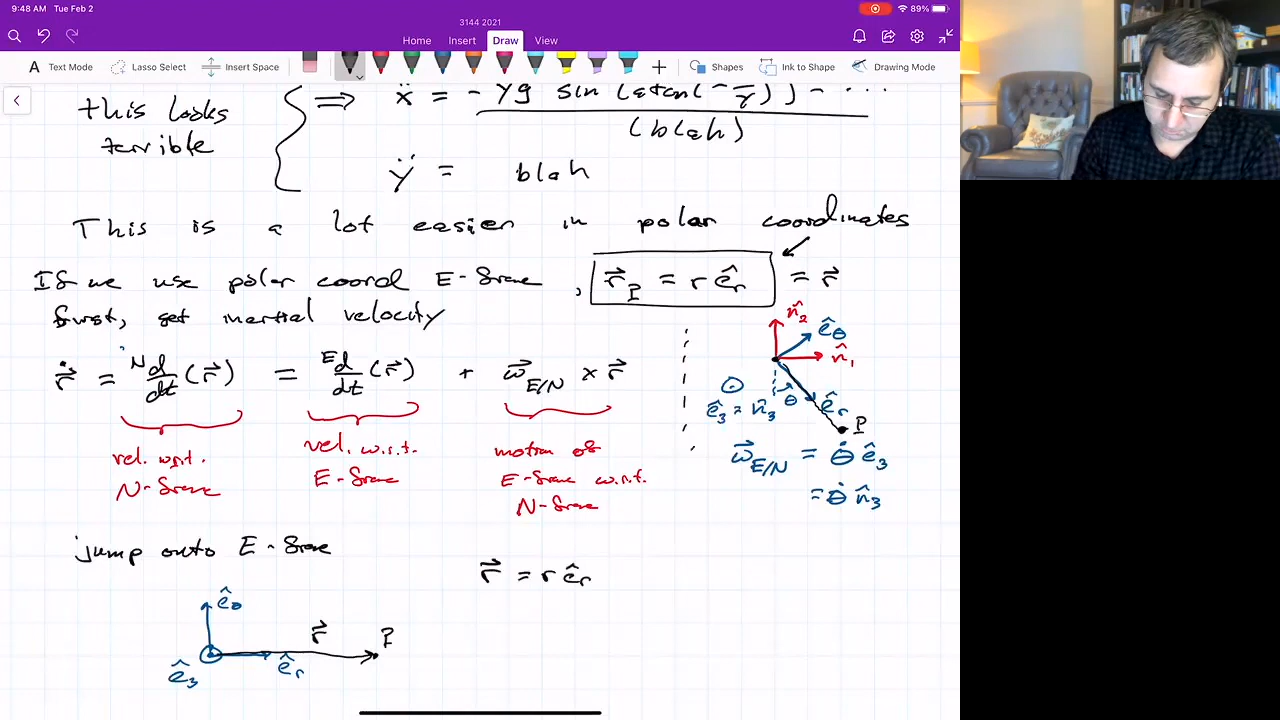 9:48 AM Tue Feb 2
89%
3144 2021
Home Insert Draw View
Text Mode Lasso Select Insert Space Shapes Ink to Shape Drawing Mode
this looks terrible
⟹ ẍ = - yg sin(atan(-x/y)) - ...
(blah)
ÿ = blah
This is a lot easier in polar coordinates
If we use polar coord E-frame, r⃗_P = r ê_r = r⃗
first, get inertial velocity
r⃗̇ = ᴺd/dt (r⃗) = ᴱd/dt (r⃗) + ω⃗_E/N × r⃗
vel. w.r.t. N-frame
vel. w.r.t. E-frame
motion of E-frame w.r.t. N-frame
n̂₂
ê_θ
n̂₁
ê₃ = n̂₃
θ
ê_r
P
ω⃗_E/N = θ̇ ê₃
= θ̇ n̂₃
jump onto E-frame
r⃗ = r ê_r
ê_θ
r⃗
P
ê₃
ê_r